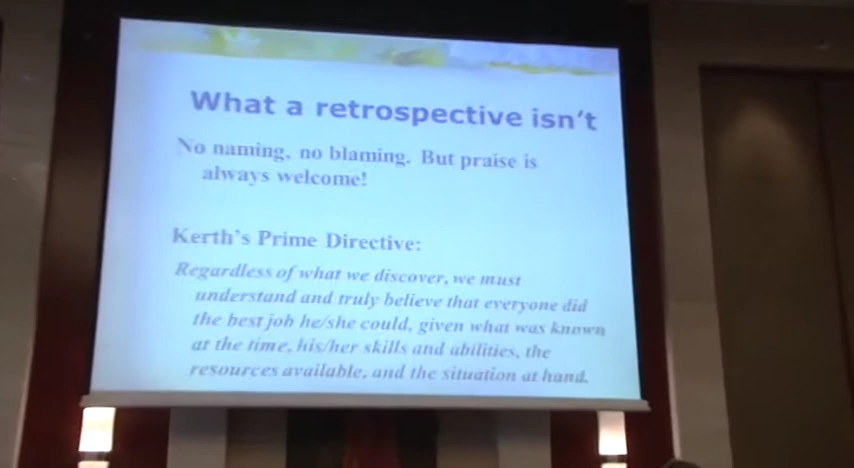 What a retrospective isn't
No naming, no blaming. But praise is
always welcome!
Kerth's Prime Directive:
Regardless of what we discover, we must
understand and truly believe that everyone did
the best job he/she could, given what was known
at the time, his/her skills and abilities, the
resources available, and the situation at hand.